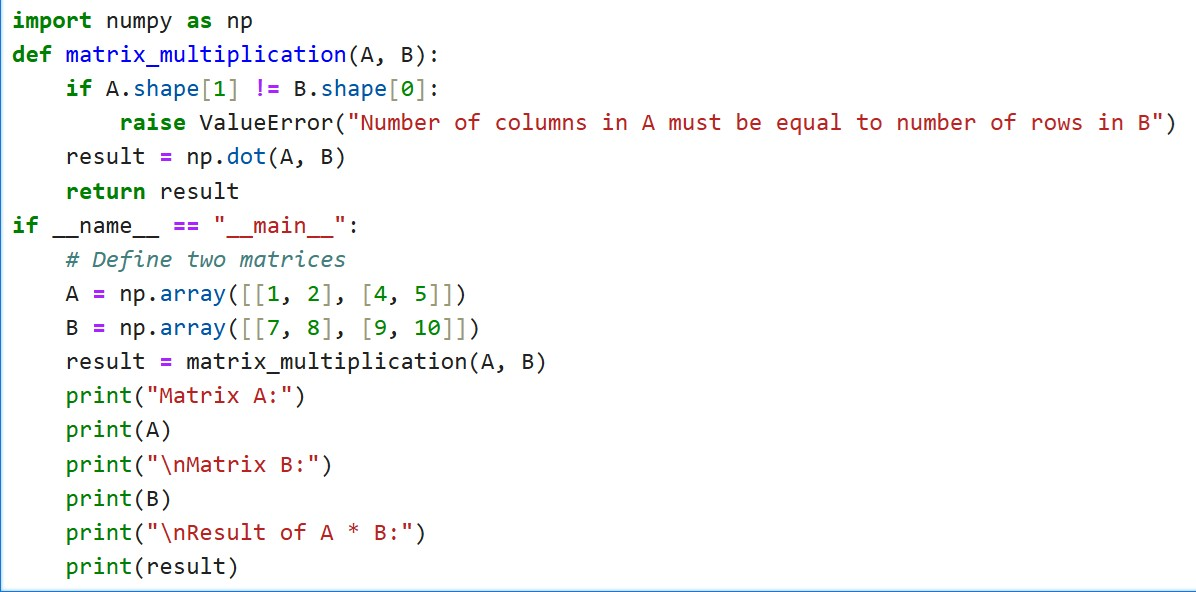 import numpy as np
def matrix_multiplication(A, B):
    if A.shape[1] != B.shape[0]:
        raise ValueError("Number of columns in A must be equal to number of rows in B")
    result = np.dot(A, B)
    return result
if __name__ == "__main__":
    # Define two matrices
    A = np.array([[1, 2], [4, 5]])
    B = np.array([[7, 8], [9, 10]])
    result = matrix_multiplication(A, B)
    print("Matrix A:")
    print(A)
    print("\nMatrix B:")
    print(B)
    print("\nResult of A * B:")
    print(result)